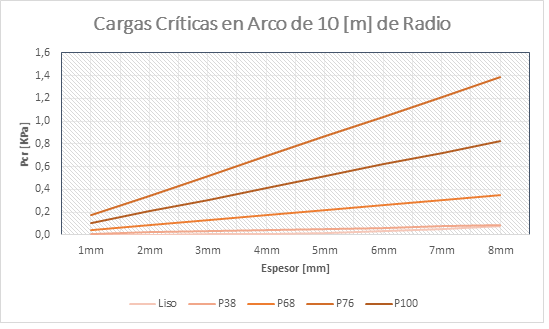 Cargas Críticas en Arco de 10 [m] de Radio
1,6
1,4
1,2
1,0
0,8
0,6
0,4
0,2
0,0
Pcr [KPa]
1mm 2mm 3mm 4mm 5mm 6mm 7mm 8mm
Espesor [mm]
Liso P38 P68 P76 P100